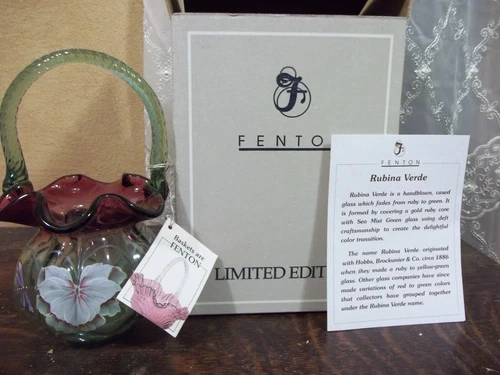 F
FENTO
LIMITED EDIT
Baskets are
FENTON
F
FENTON
Rubina Verde
Rubina Verde is a handblown, cased
glass which fades from ruby to green. It
is formed by covering a gold ruby core
with Sea Mist Green glass using deft
craftsmanship to create the delightful
color transition.
The name Rubina Verde originated
with Hobbs, Brockunier & Co. circa 1886
when they made a ruby to yellow-green
glass. Other glass companies have since
made variations of red to green colors
that collectors have grouped together
under the Rubina Verde name.